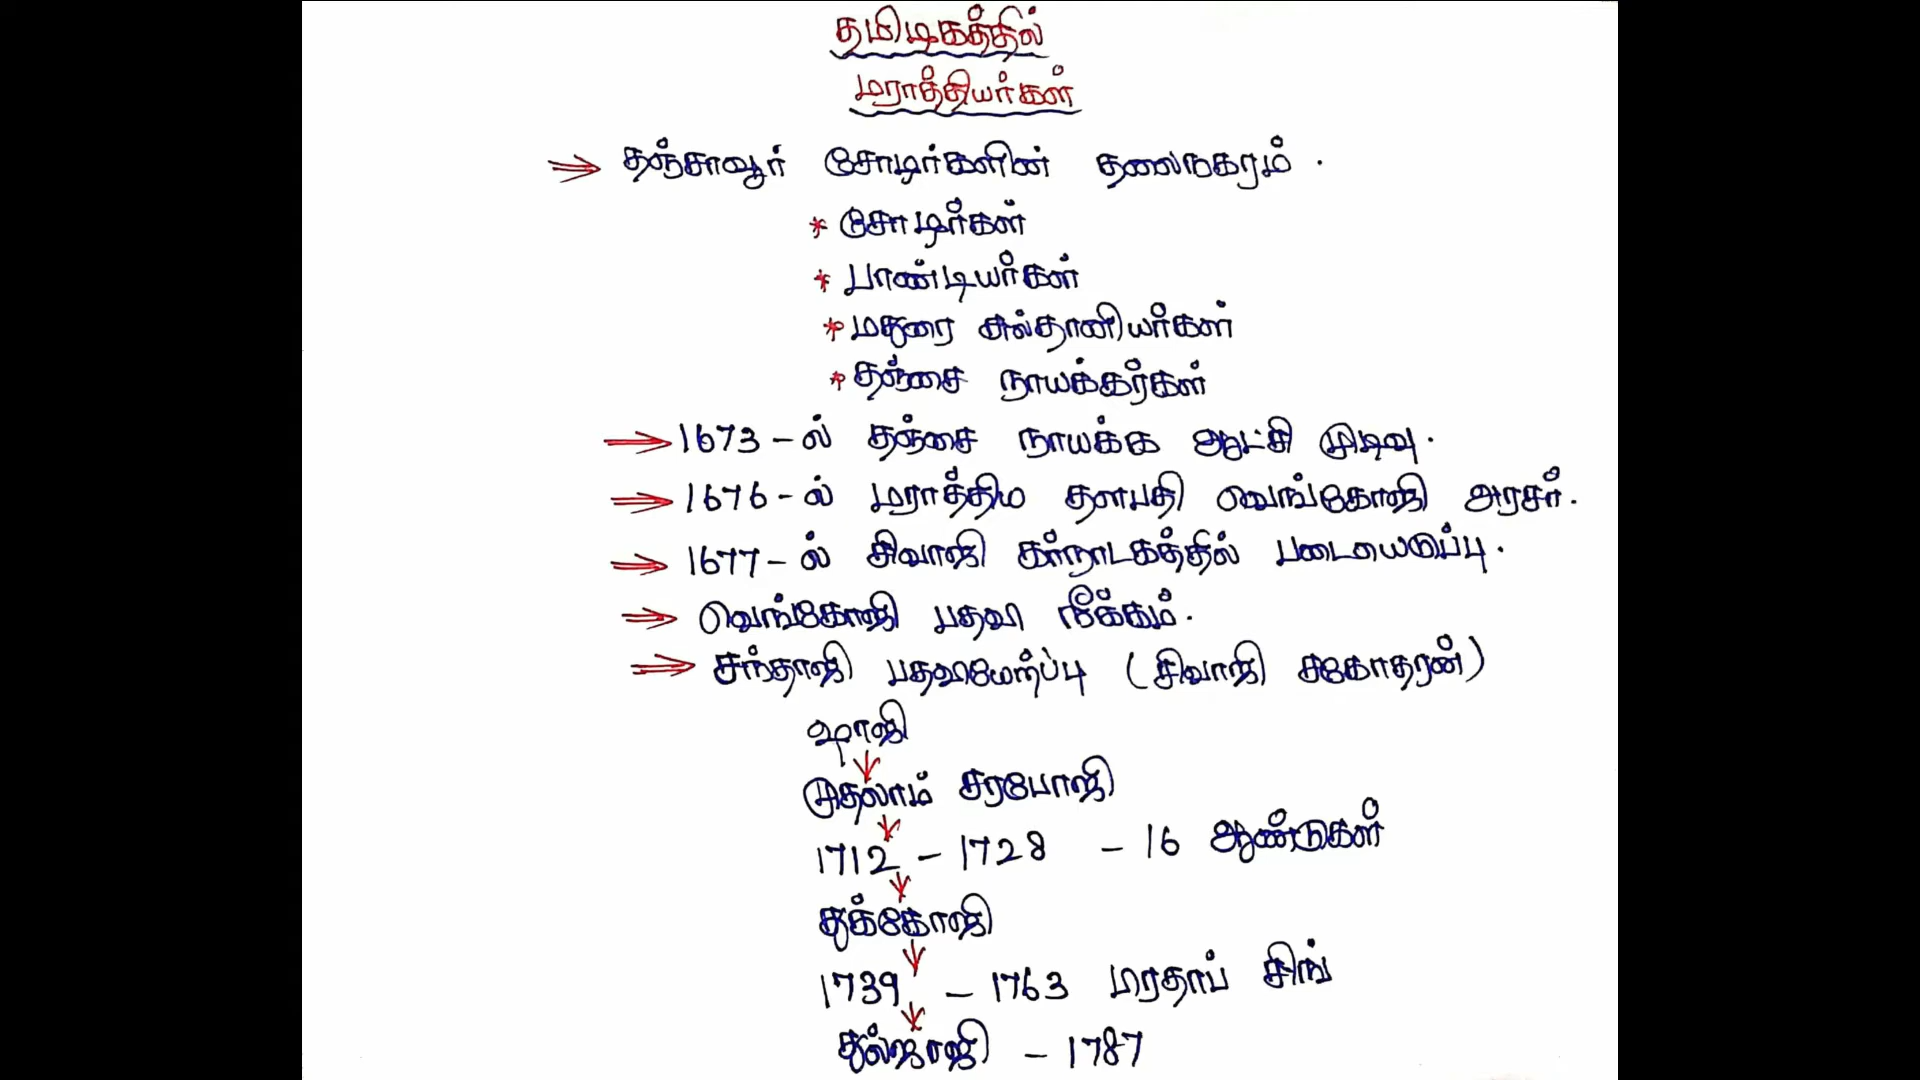 தமிழகத்தில்
மராத்தியர்கள்
⇒ தஞ்சாவூர் சோழர்களின் தலைநகரம் .
* சோழர்கள்
* பாண்டியர்கள்
* மதுரை சுல்தானியர்கள்
* தஞ்சை நாயக்கர்கள்
⇒ 1673 - ல் தஞ்சை நாயக்க ஆட்சி முடிவு .
⇒ 1676 - ல் மராத்திய தளபதி வெங்கோஜி அரசர் .
⇒ 1677 - ல் சிவாஜி கர்நாடகத்தில் படையெடுப்பு .
⇒ வெங்கோஜி பதவி நீக்கம் .
⇒ சந்தாஜி பதவியேற்பு ( சிவாஜி சகோதரன் )
ஷாஜி
முதலாம் சரபோஜி
1712 - 1728 - 16 ஆண்டுகள்
துக்கோஜி
1739 - 1763 பிரதாப் சிங்
துல்ஜாஜி - 1787